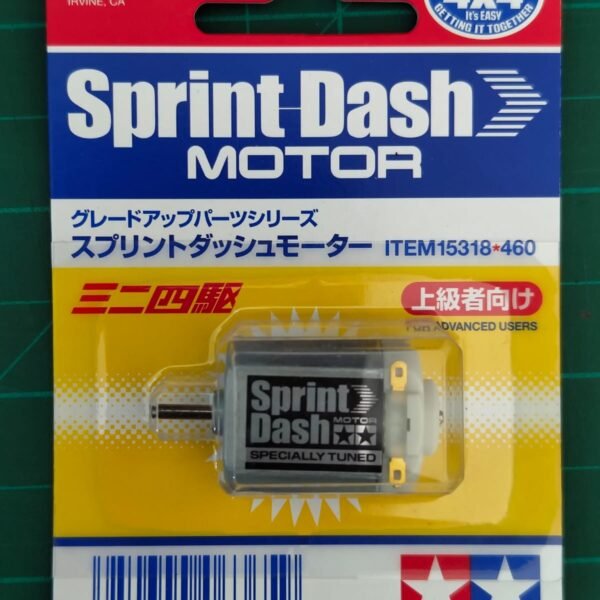 IRVINE, CA
4X4
It's EASY
GETTING IT TOGETHER
Sprint Dash
MOTOR
グレードアップパーツシリーズ
スプリントダッシュモーター ITEM15318*460
ミニ四駆
上級者向け
FOR ADVANCED USERS
Sprint
Dash MOTOR
SPECIALLY TUNED